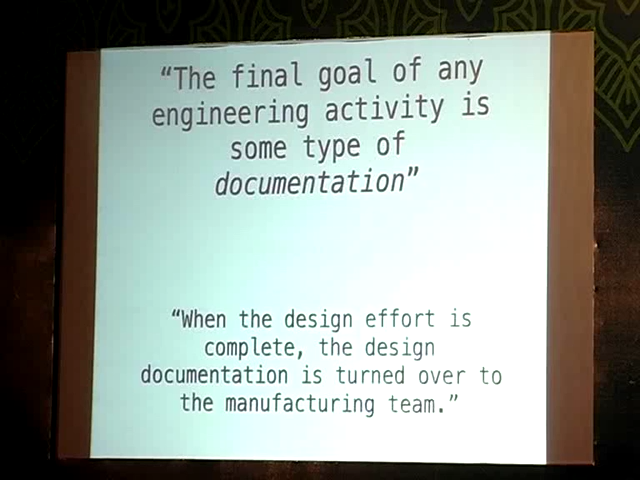 “The final goal of any
engineering activity is
some type of
documentation”
“When the design effort is
complete, the design
documentation is turned over to
the manufacturing team.”